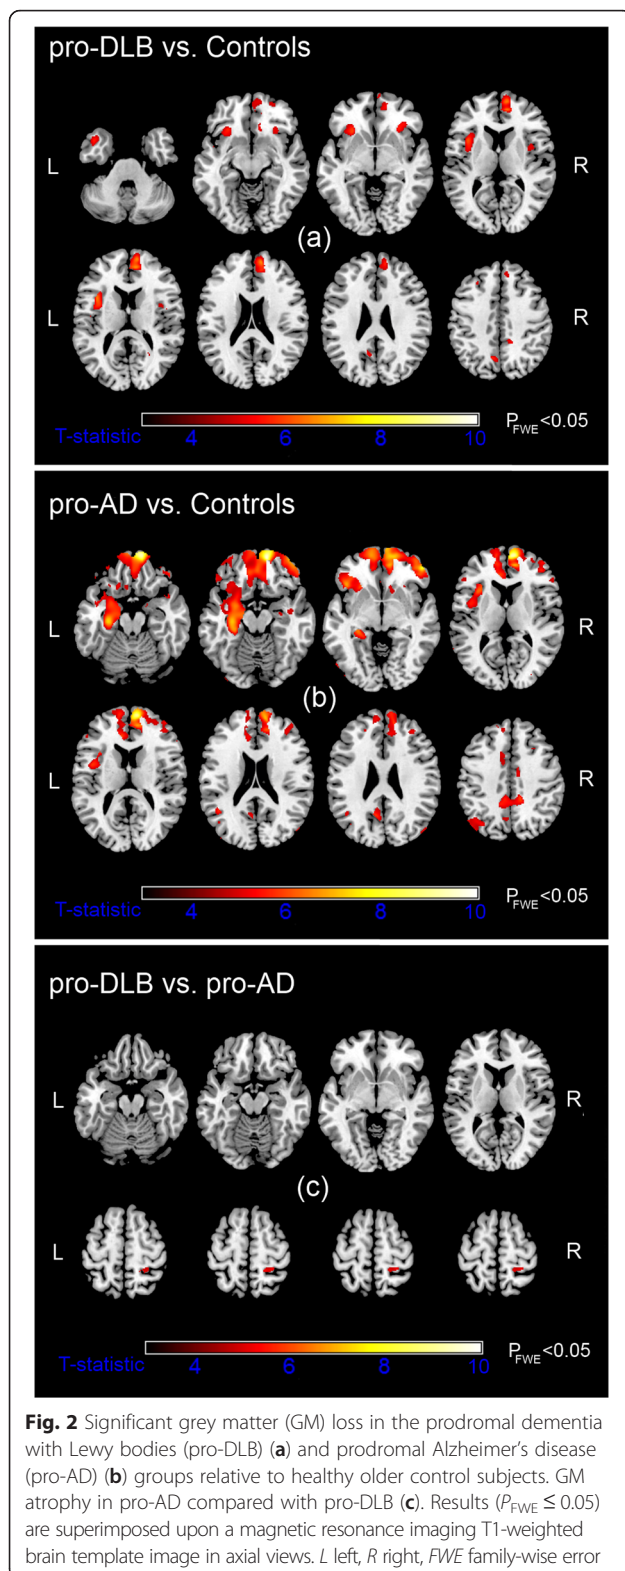 pro-DLB vs. Controls
L
R
(a)
L
R
T-statistic 4 6 8 10 P_FWE<0.05
pro-AD vs. Controls
L
R
(b)
L
R
T-statistic 4 6 8 10 P_FWE<0.05
pro-DLB vs. pro-AD
L
R
(c)
L
R
T-statistic 4 6 8 10 P_FWE<0.05
Fig. 2 Significant grey matter (GM) loss in the prodromal dementia
with Lewy bodies (pro-DLB) (a) and prodromal Alzheimer's disease
(pro-AD) (b) groups relative to healthy older control subjects. GM
atrophy in pro-AD compared with pro-DLB (c). Results (P_FWE ≤ 0.05)
are superimposed upon a magnetic resonance imaging T1-weighted
brain template image in axial views. L left, R right, FWE family-wise error